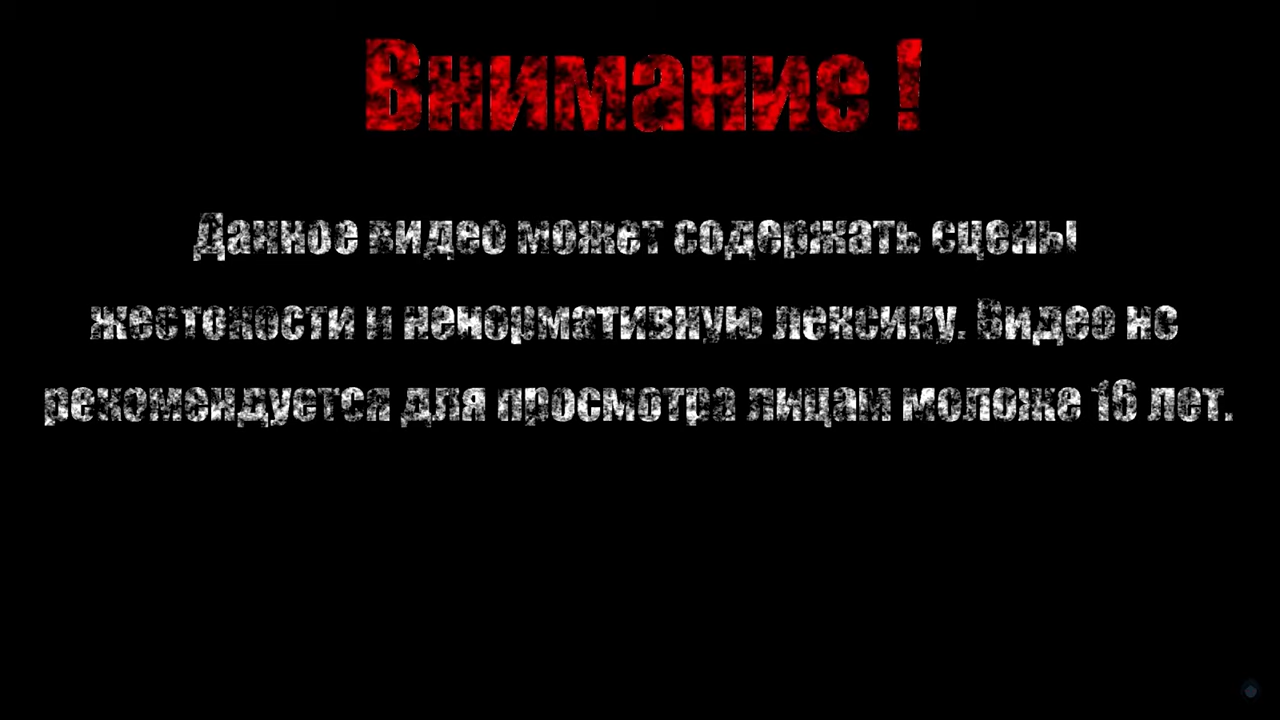 Внимание !
Данное видео может содержать сцены
жестокости и ненормативную лексику. Видео не
рекомендуется для просмотра лицам моложе 16 лет.